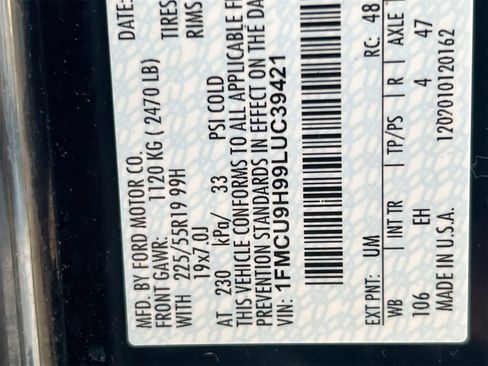 MFD. BY FORD MOTOR CO.
DATE:
FRONT GAWR: 1120 KG ( 2470 LB)
WITH 225/55R19 99H
TIRES
19x7.0J
RIMS
AT 230 kPa/ 33 PSI COLD
THIS VEHICLE CONFORMS TO ALL APPLICABLE
PREVENTION STANDARDS IN EFFECT ON THE DA
VIN: 1FMCU9H99LUC39421
EXT PNT: UM
RC: 48
WB INT TR TP/PS R AXLE
106 EH 4 47
MADE IN U.S.A.
1202010120162